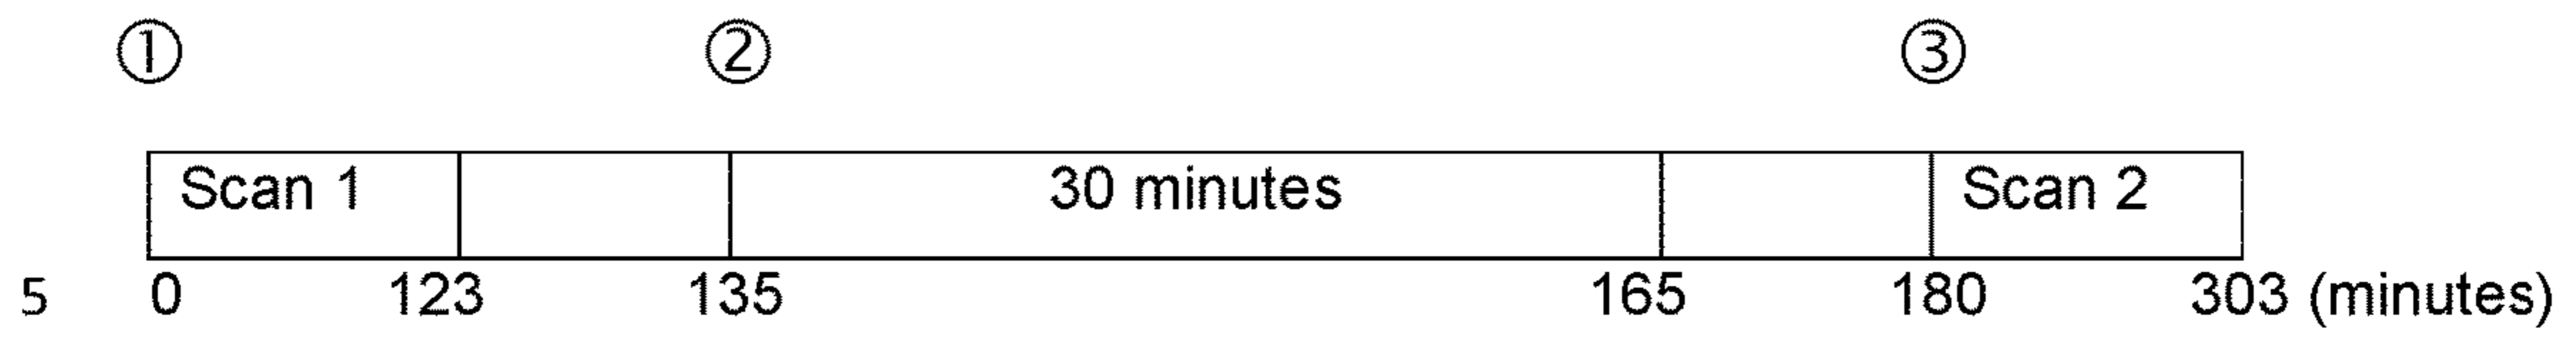 ① ② ③
Scan 1 30 minutes Scan 2
5 0 123 135 165 180 303 (minutes)